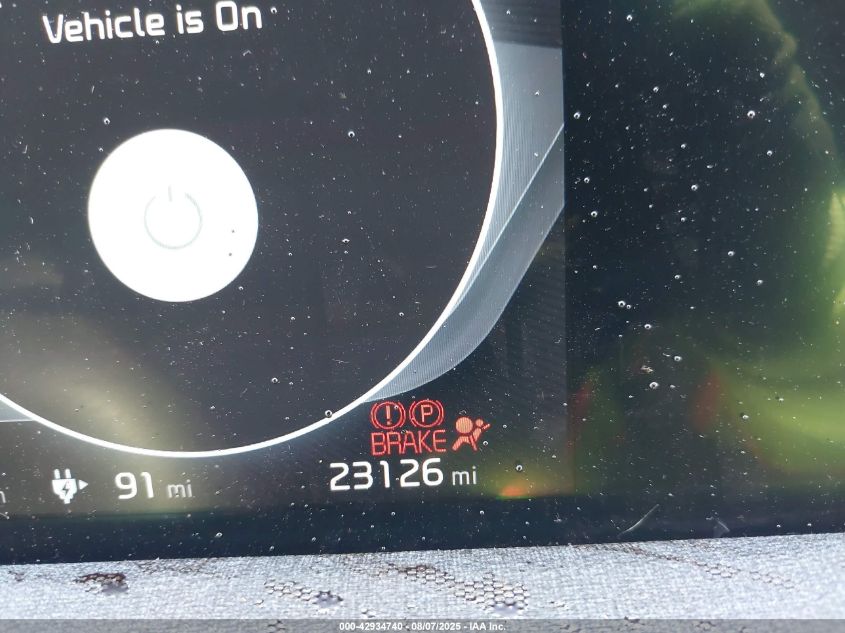 Vehicle is On
P
BRAKE
91 mi
23126 mi
000-42934740 - 08/07/2025 - IAA Inc.